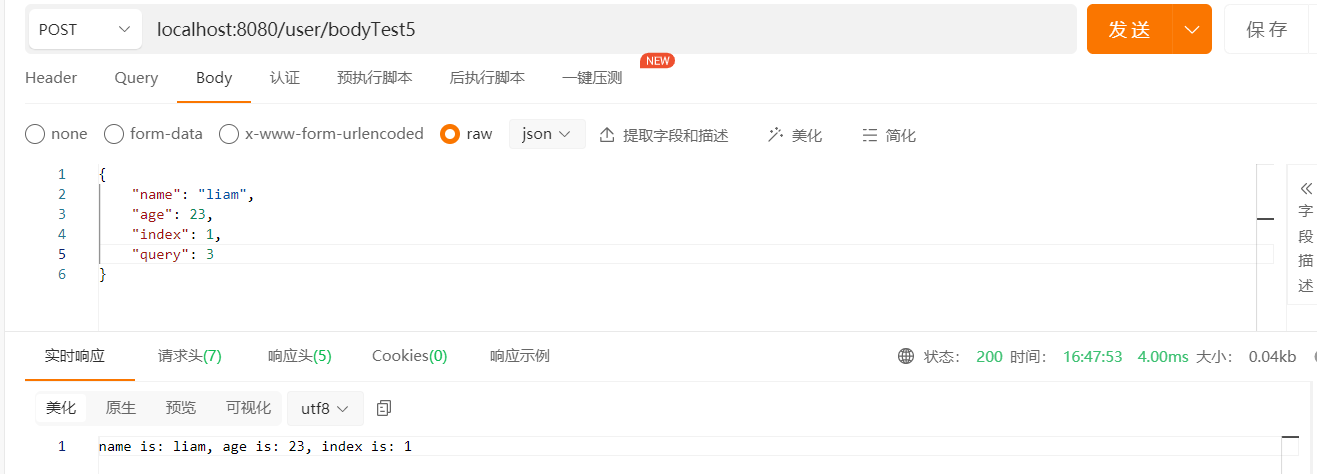 POST localhost:8080/user/bodyTest5 发送 保存
NEW
Header Query Body 认证 预执行脚本 后执行脚本 一键压测
none form-data x-www-form-urlencoded raw json 提取字段和描述 美化 简化
1 {
2 "name": "liam",
3 "age": 23,
4 "index": 1,
5 "query": 3
6 }
字段描述
实时响应 请求头(7) 响应头(5) Cookies(0) 响应示例 状态: 200 时间: 16:47:53 4.00ms 大小: 0.04kb
美化 原生 预览 可视化 utf8
1 name is: liam, age is: 23, index is: 1